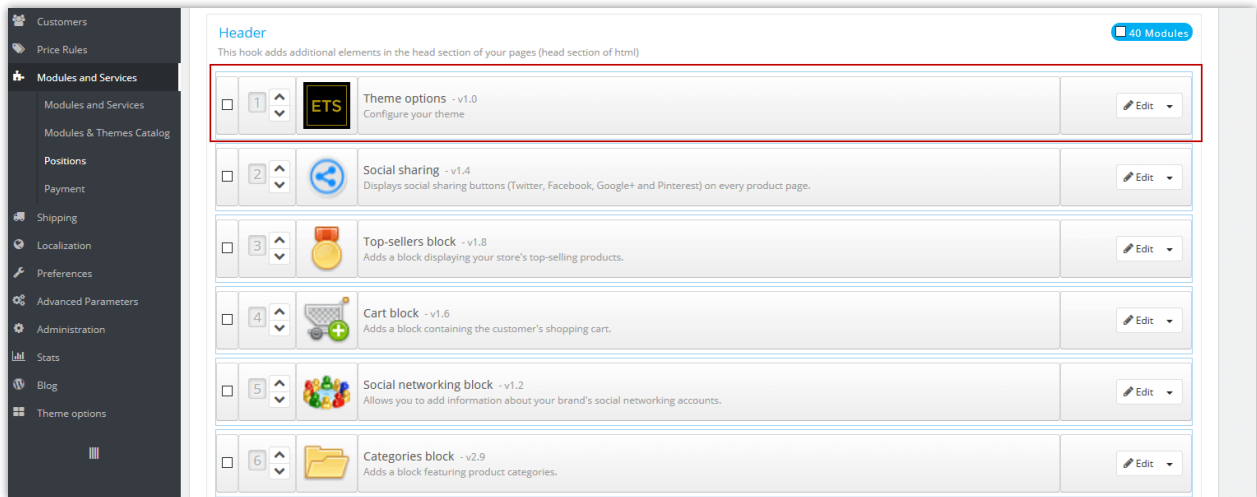 Customers
Price Rules
Modules and Services
Modules and Services
Modules & Themes Catalog
Positions
Payment
Shipping
Localization
Preferences
Advanced Parameters
Administration
Stats
Blog
Theme options
Header
40 Modules
This hook adds additional elements in the head section of your pages (head section of html)
1
ETS
Theme options - v1.0
Configure your theme
Edit
2
Social sharing - v1.4
Displays social sharing buttons (Twitter, Facebook, Google+ and Pinterest) on every product page.
Edit
3
Top-sellers block - v1.8
Adds a block displaying your store's top-selling products.
Edit
4
Cart block - v1.6
Adds a block containing the customer's shopping cart.
Edit
5
Social networking block - v1.2
Allows you to add information about your brand's social networking accounts.
Edit
6
Categories block - v2.9
Adds a block featuring product categories.
Edit